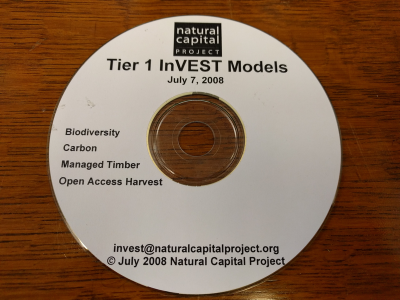 natural
capital
PROJECT
Tier 1 InVEST Models
July 7, 2008
Biodiversity
Carbon
Managed Timber
Open Access Harvest
invest@naturalcapitalproject.org
© July 2008 Natural Capital Project